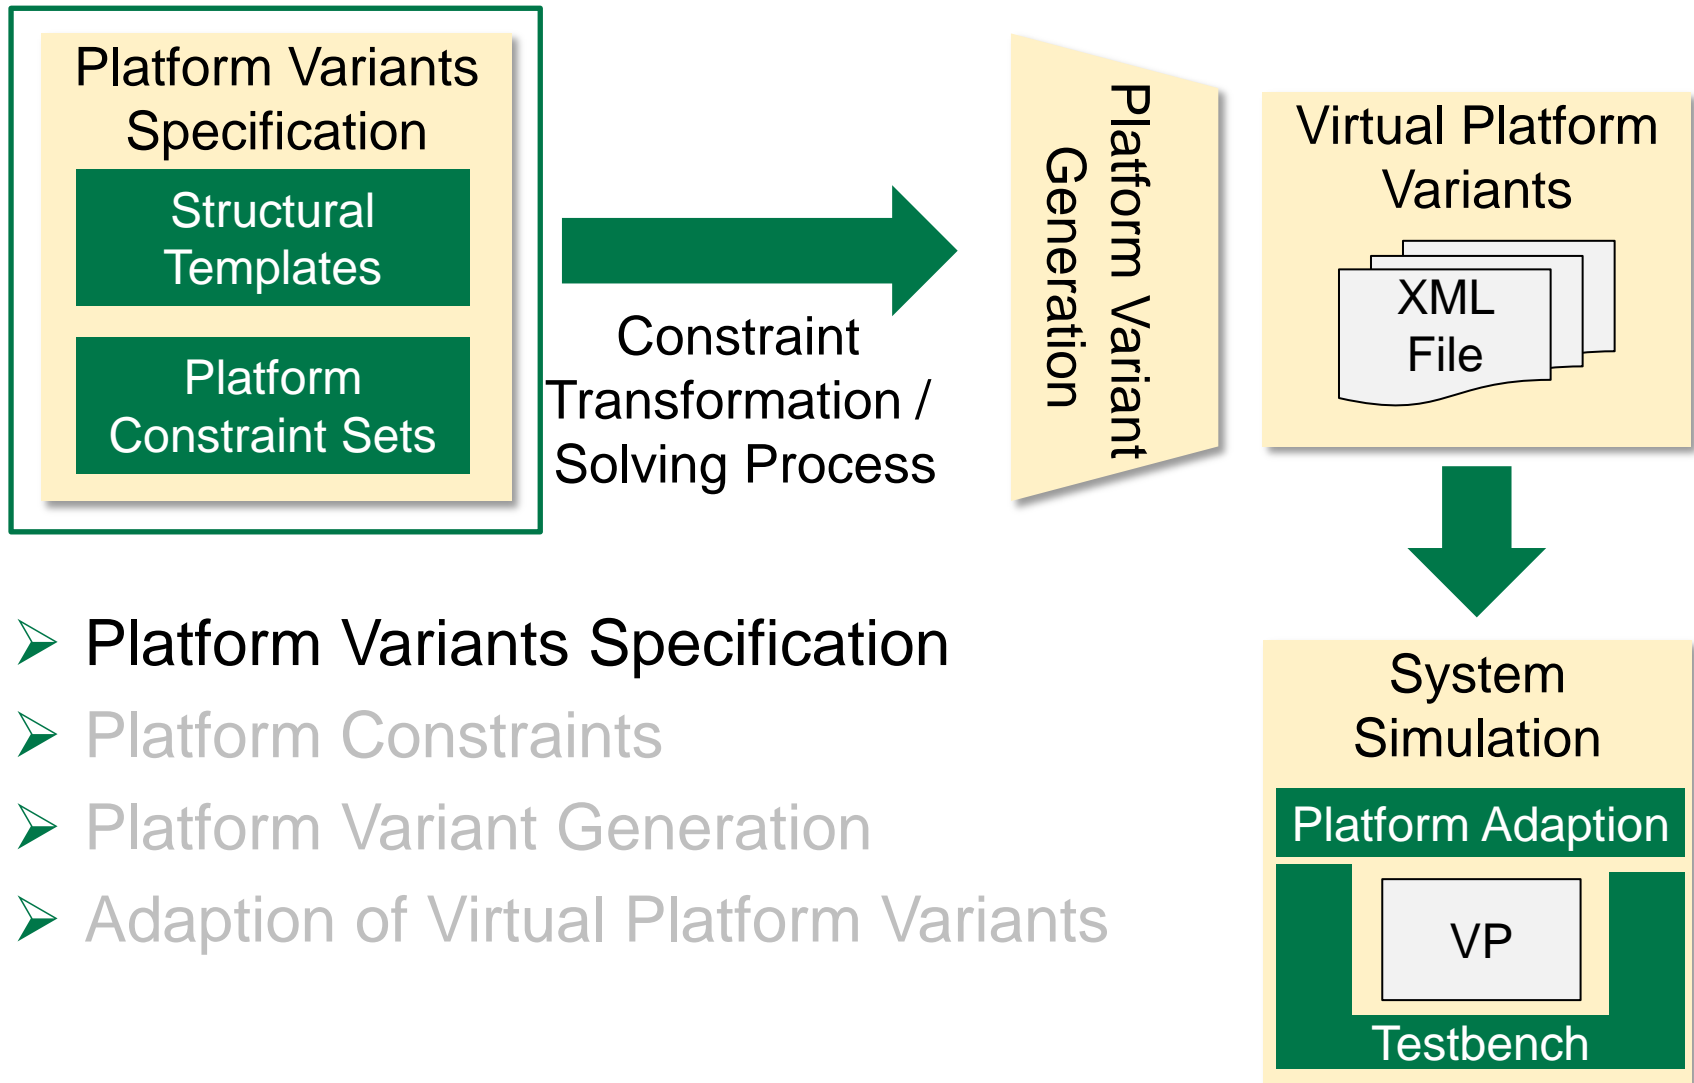 Platform Variants
Specification
Structural
Templates
Platform
Constraint Sets
Constraint
Transformation /
Solving Process
Platform Variant
Generation
Virtual Platform
Variants
XML
File
System
Simulation
Platform Adaption
VP
Testbench
Platform Variants Specification
Platform Constraints
Platform Variant Generation
Adaption of Virtual Platform Variants